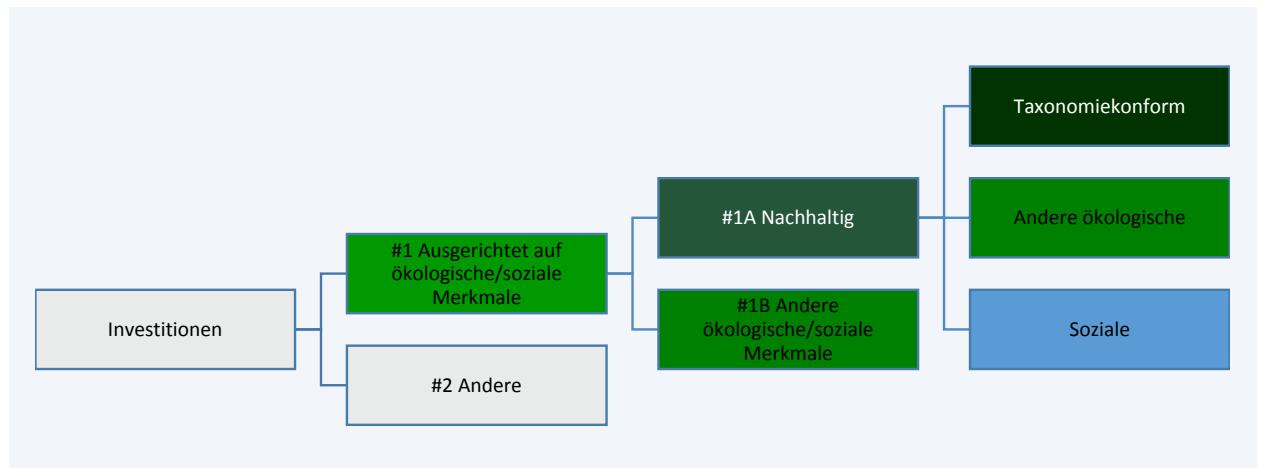 Investitionen
#1 Ausgerichtet auf
ökologische/soziale
Merkmale
#2 Andere
#1A Nachhaltig
#1B Andere
ökologische/soziale
Merkmale
Taxonomiekonform
Andere ökologische
Soziale